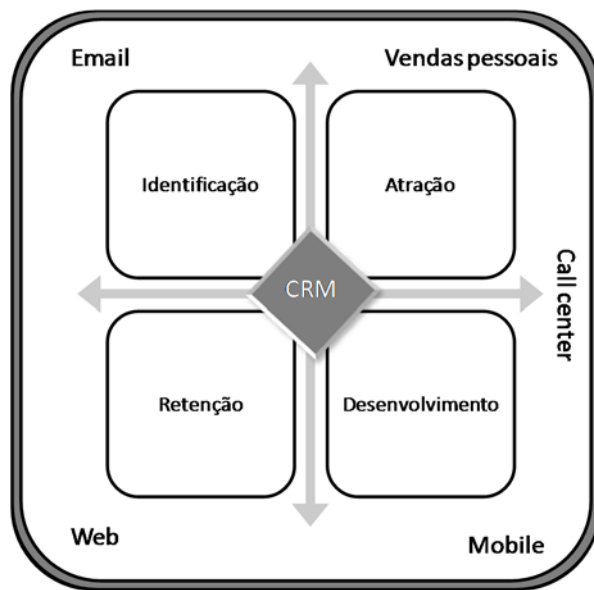 Email
Vendas pessoais
Identificação
Atração
CRM
Call center
Retenção
Desenvolvimento
Web
Mobile